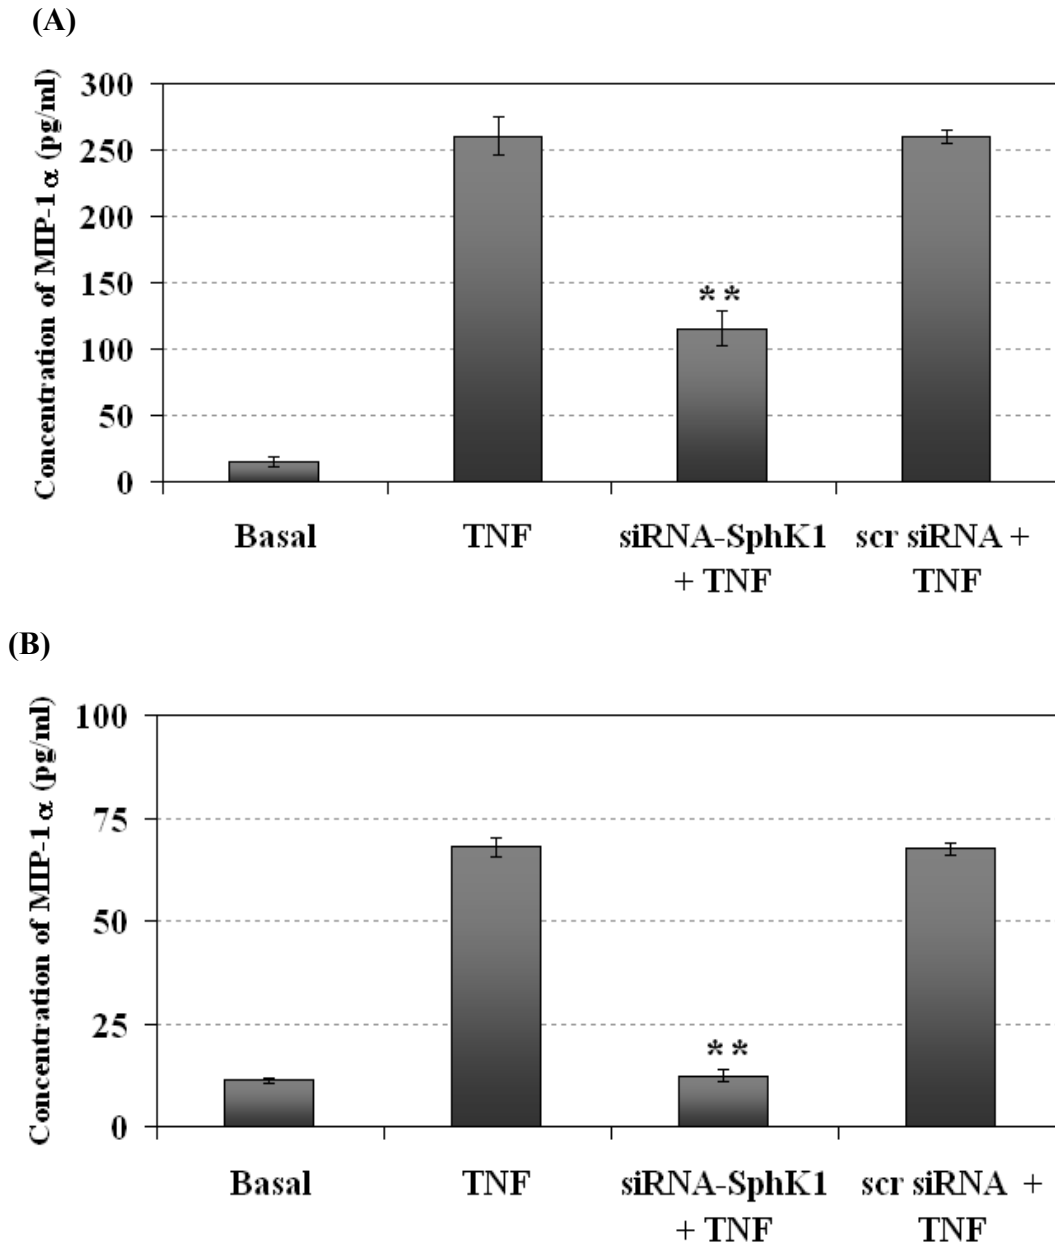 (A)
Concentration of MIP-1α (pg/ml)
300
250
200
150
100
50
0
**
Basal
TNF
siRNA-SphK1
+ TNF
scr siRNA +
TNF
(B)
Concentration of MIP-1α (pg/ml)
100
75
50
25
0
**
Basal
TNF
siRNA-SphK1
+ TNF
scr siRNA +
TNF